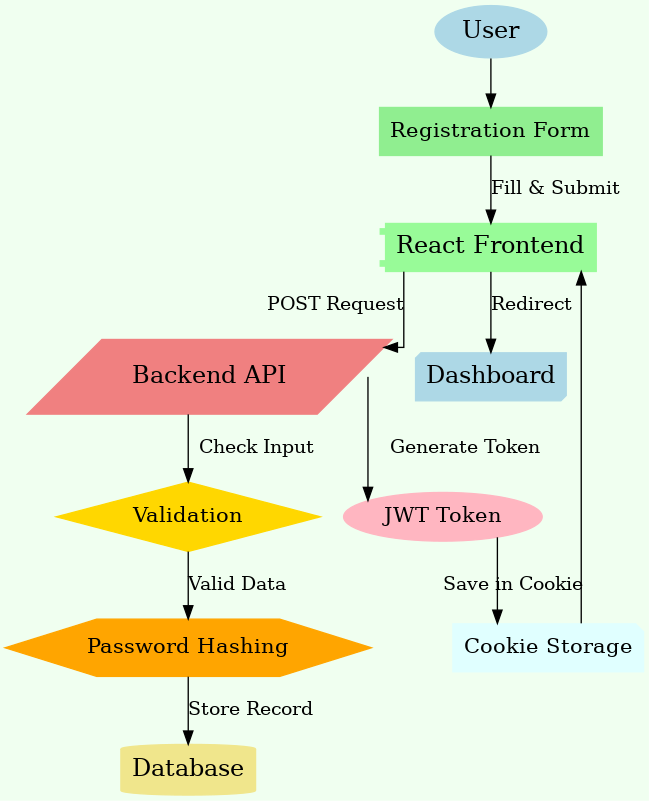 User
Registration Form
Fill & Submit
React Frontend
POST Request
Redirect
Backend API
Dashboard
Check Input
Generate Token
Validation
JWT Token
Valid Data
Save in Cookie
Password Hashing
Cookie Storage
Store Record
Database